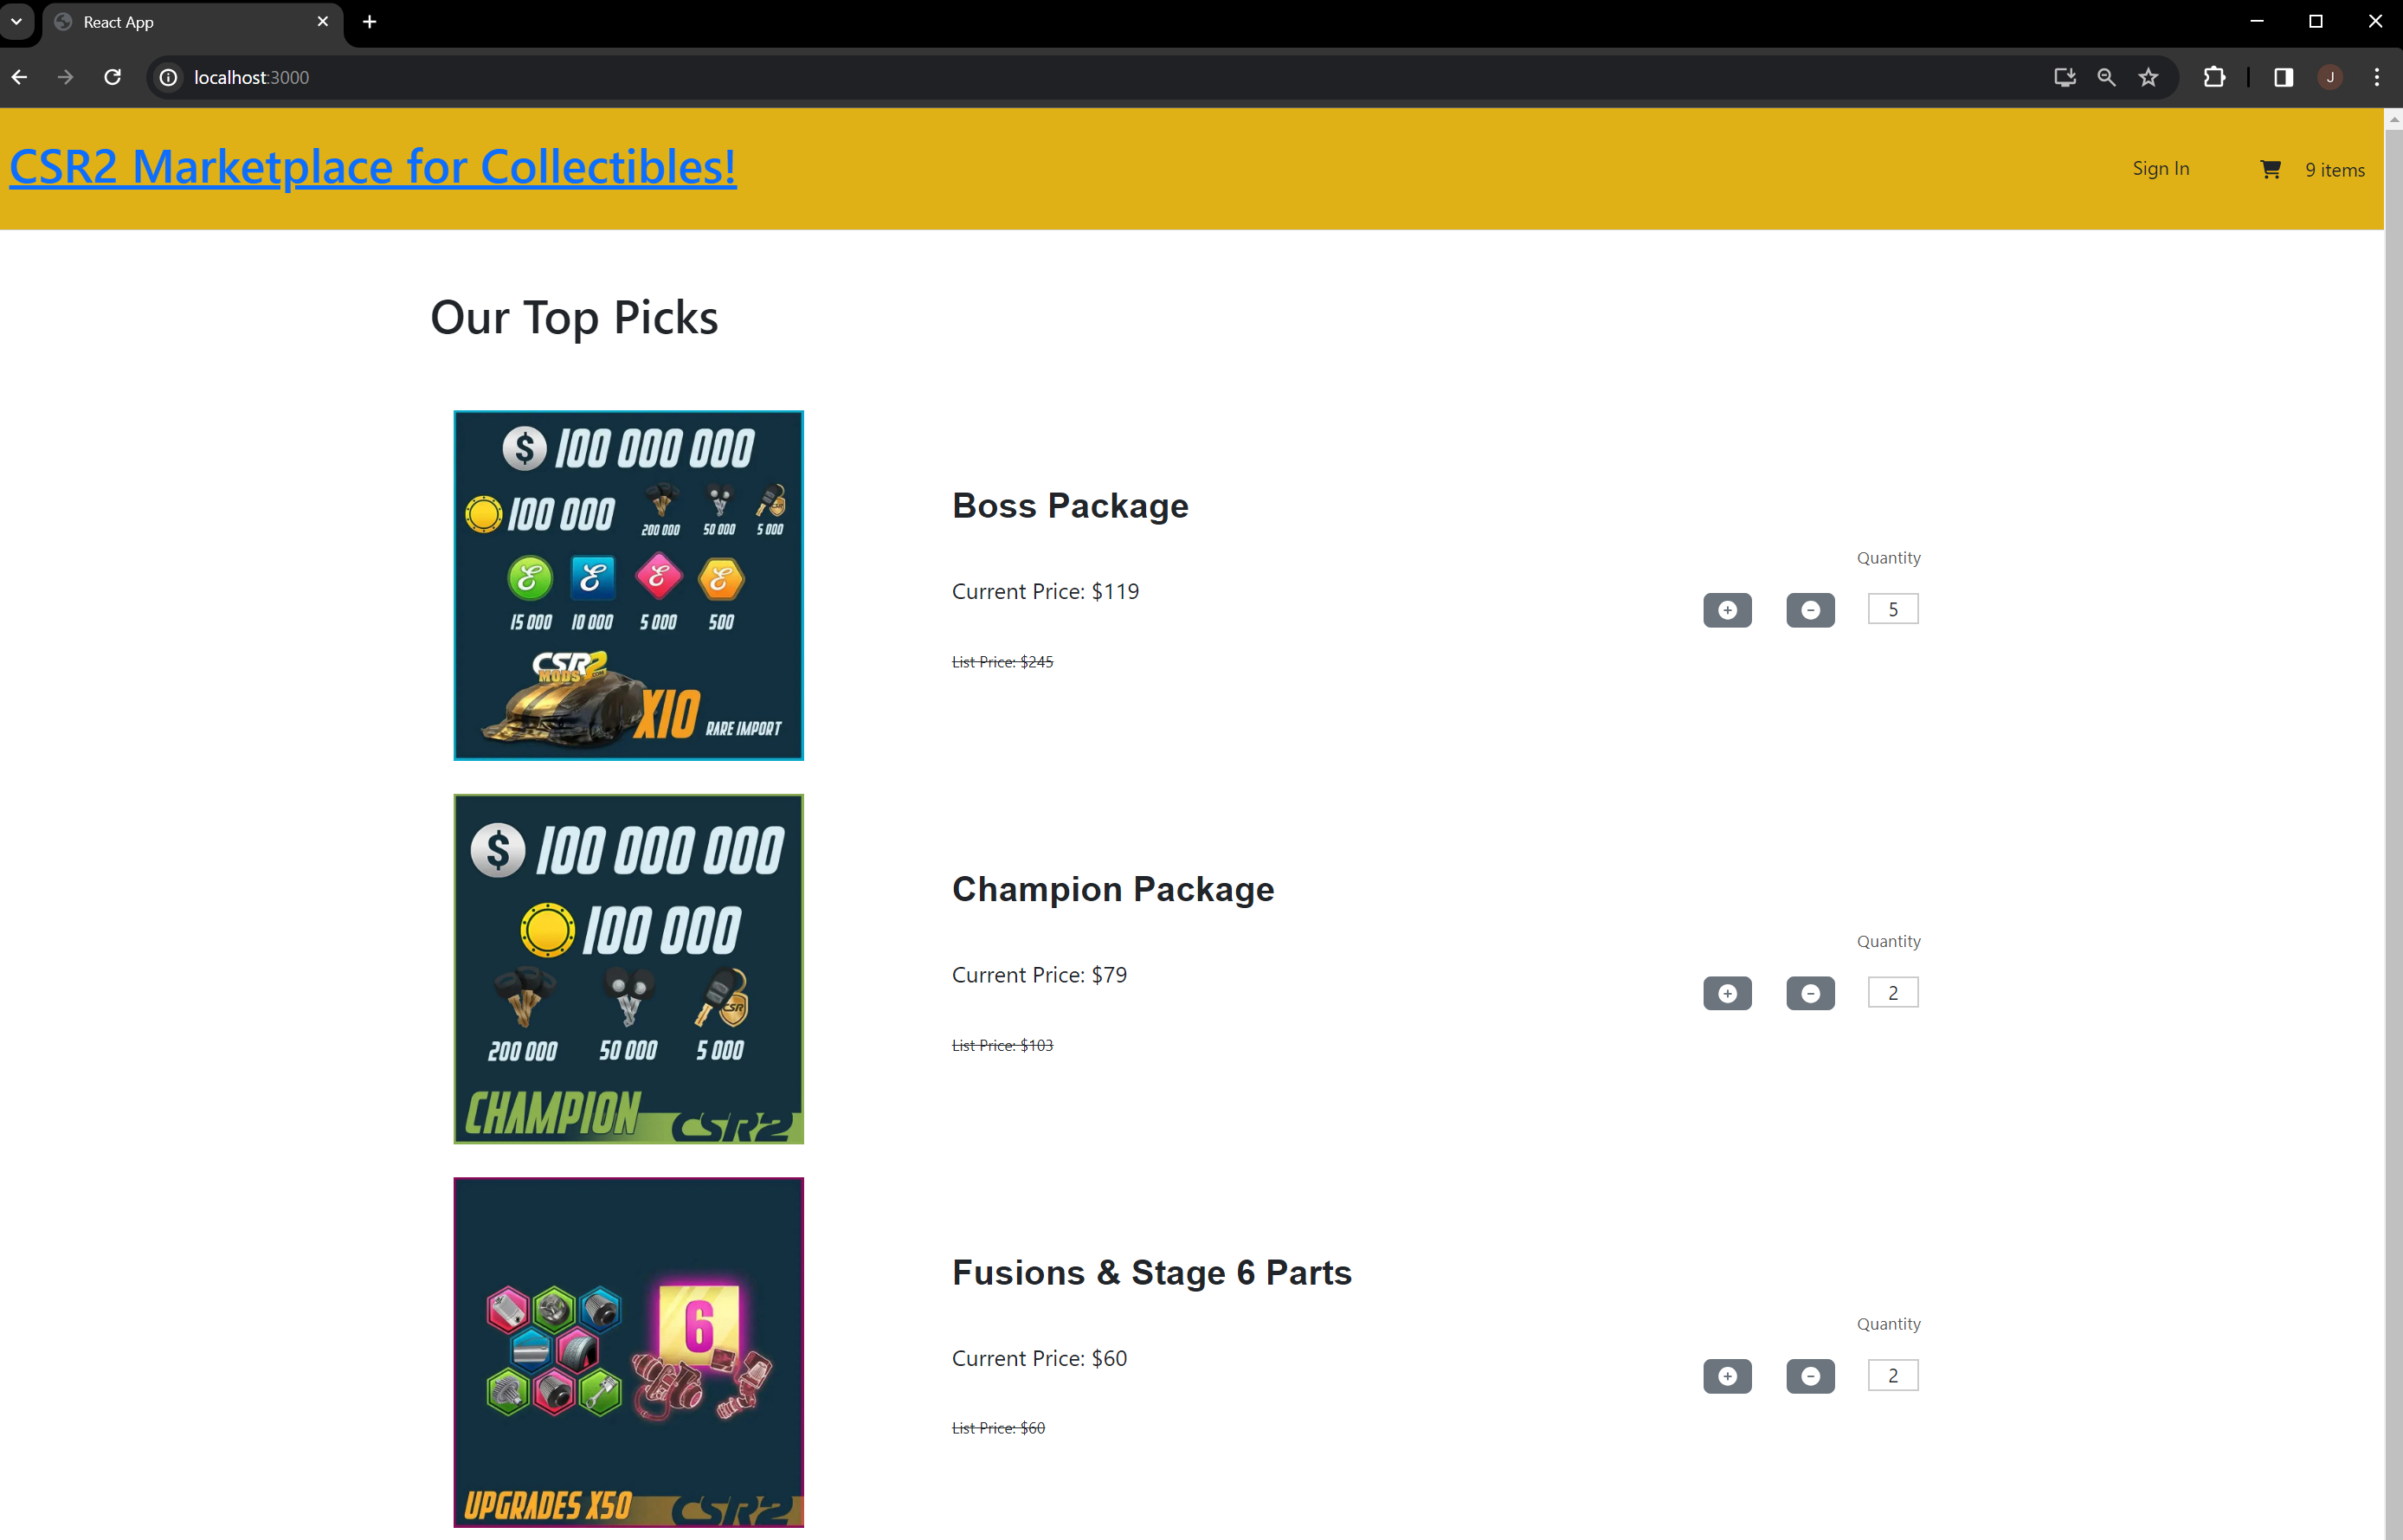 React App
localhost:3000
J
CSR2 Marketplace for Collectibles!
Sign In
9 items
Our Top Picks
$ 100 000 000
100 000
200 000 50 000 5 000
E E E E
15 000 10 000 5 000 500
CSR2
MODS.COM
X10 RARE IMPORT
Boss Package
Quantity
Current Price: $119
5
List Price: $245
$ 100 000 000
100 000
CSR
200 000 50 000 5 000
CHAMPION CSR2
Champion Package
Quantity
Current Price: $79
2
List Price: $103
6
UPGRADES X50 CSR2
Fusions & Stage 6 Parts
Quantity
Current Price: $60
2
List Price: $60